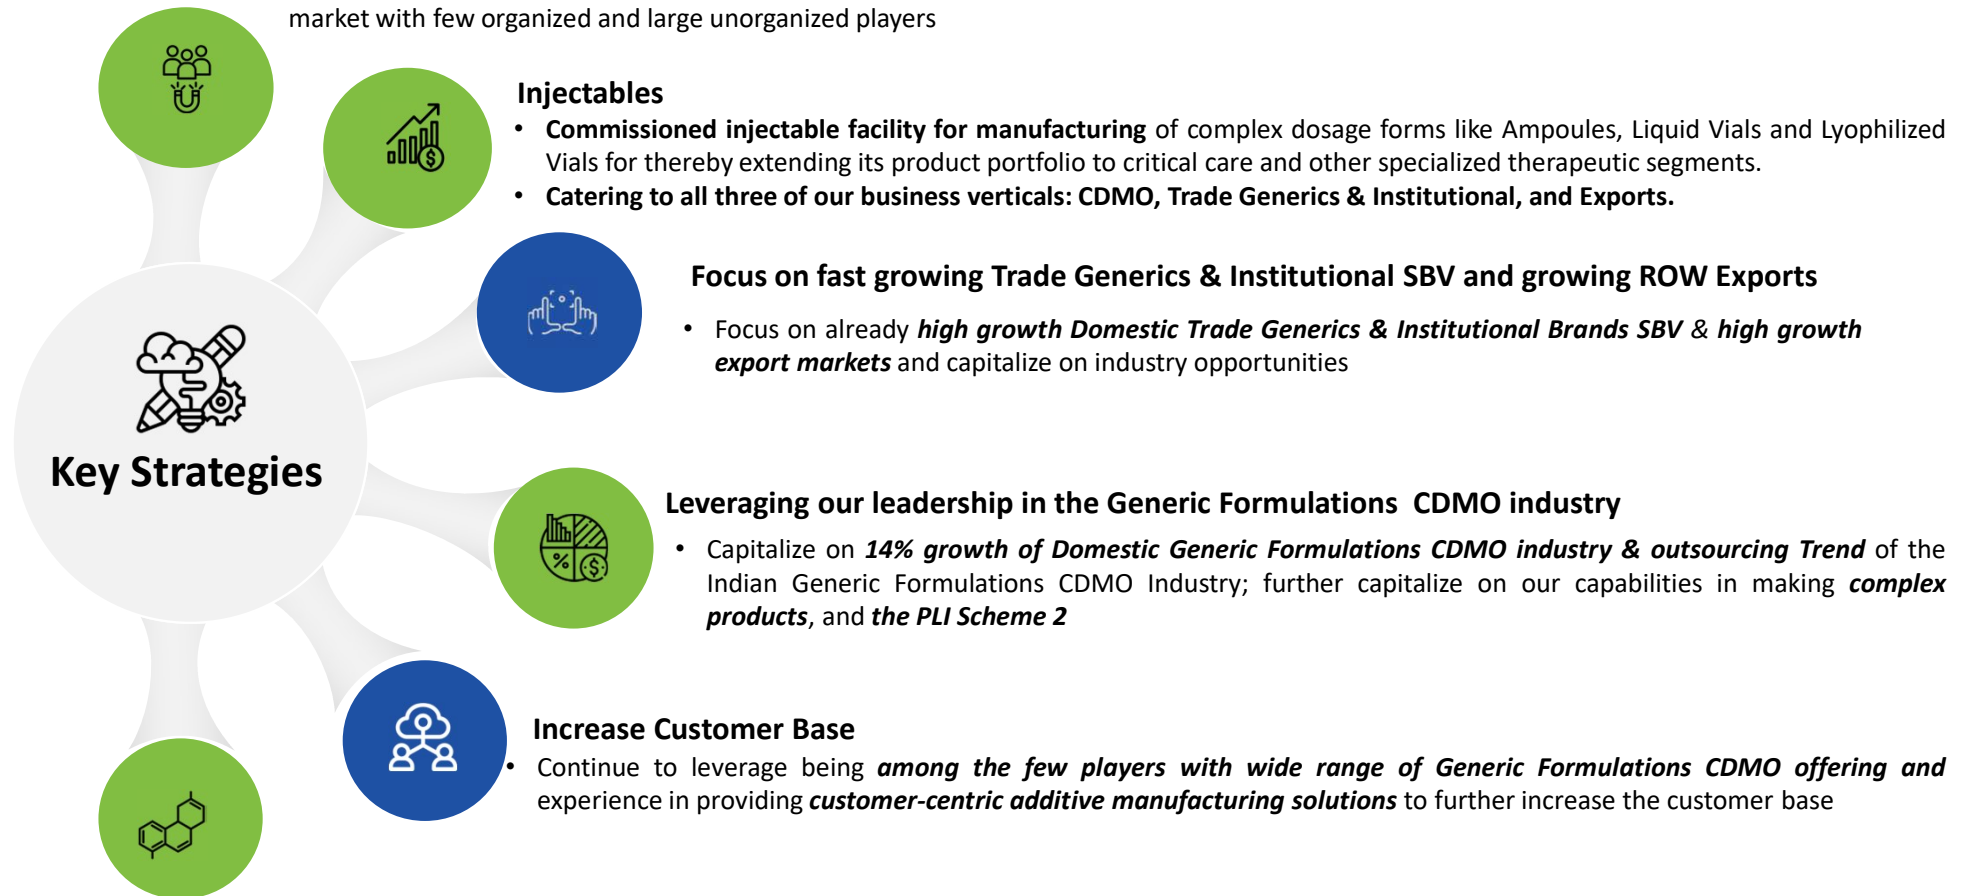 market with few organized and large unorganized players
Injectables
• Commissioned injectable facility for manufacturing of complex dosage forms like Ampoules, Liquid Vials and Lyophilized
Vials for thereby extending its product portfolio to critical care and other specialized therapeutic segments.
• Catering to all three of our business verticals: CDMO, Trade Generics & Institutional, and Exports.
Focus on fast growing Trade Generics & Institutional SBV and growing ROW Exports
• Focus on already high growth Domestic Trade Generics & Institutional Brands SBV & high growth
export markets and capitalize on industry opportunities
Key Strategies
Leveraging our leadership in the Generic Formulations CDMO industry
• Capitalize on 14% growth of Domestic Generic Formulations CDMO industry & outsourcing Trend of the
Indian Generic Formulations CDMO Industry; further capitalize on our capabilities in making complex
products, and the PLI Scheme 2
Increase Customer Base
• Continue to leverage being among the few players with wide range of Generic Formulations CDMO offering and
experience in providing customer-centric additive manufacturing solutions to further increase the customer base